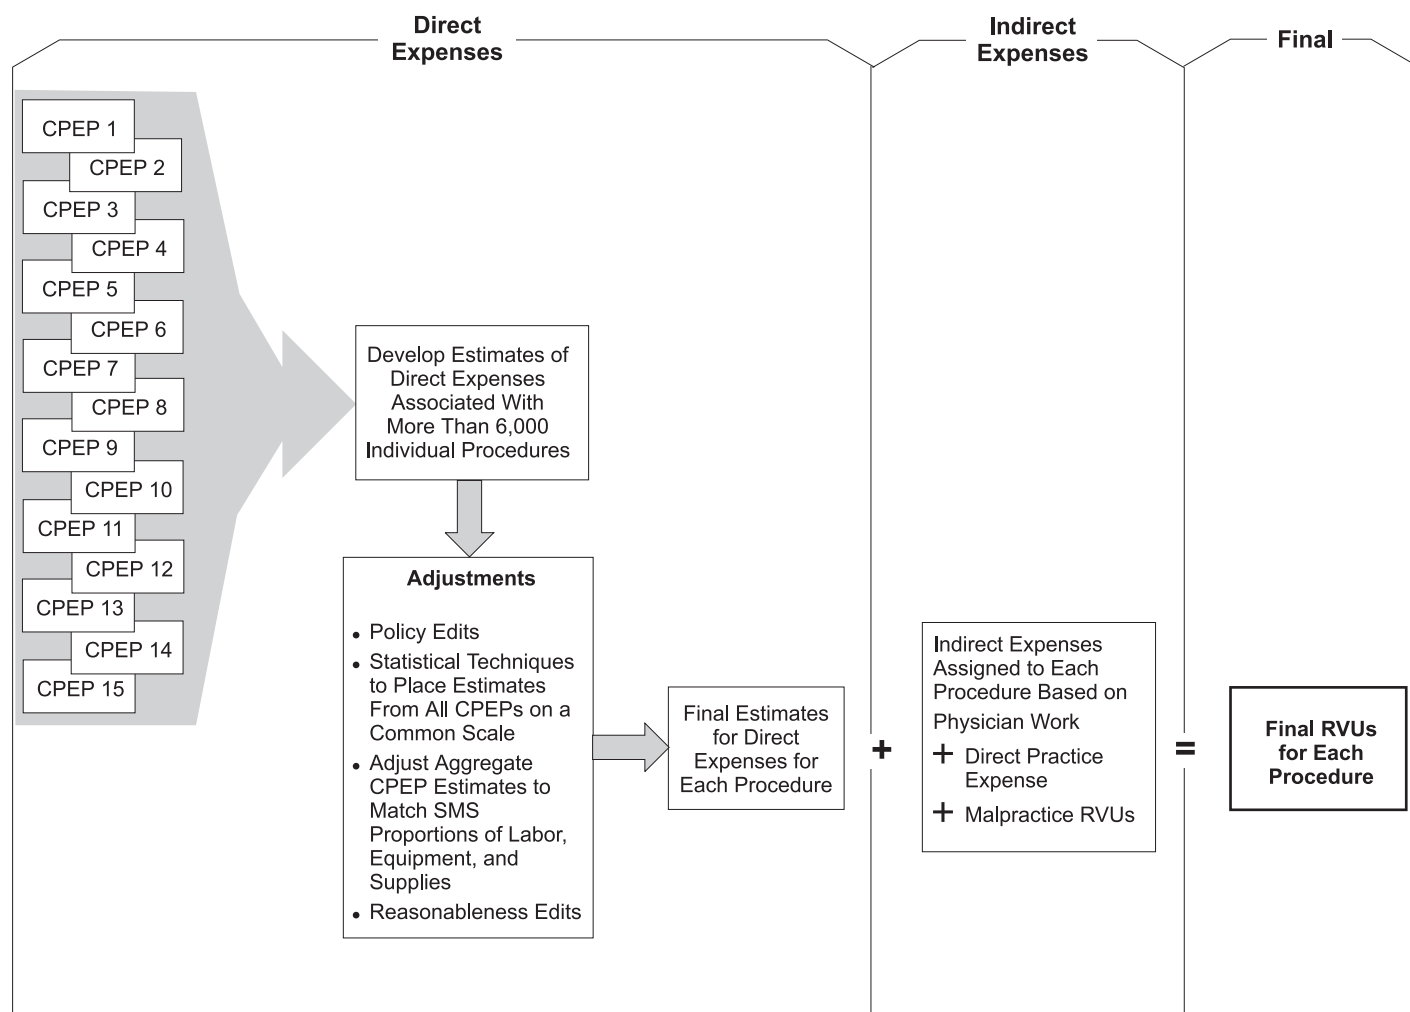 Direct
Expenses
Indirect
Expenses
Final
CPEP 1
CPEP 2
CPEP 3
CPEP 4
CPEP 5
CPEP 6
CPEP 7
CPEP 8
CPEP 9
CPEP 10
CPEP 11
CPEP 12
CPEP 13
CPEP 14
CPEP 15
Develop Estimates of
Direct Expenses
Associated With
More Than 6,000
Individual Procedures
Adjustments
• Policy Edits
• Statistical Techniques
to Place Estimates
From All CPEPs on a
Common Scale
• Adjust Aggregate
CPEP Estimates to
Match SMS
Proportions of Labor,
Equipment, and
Supplies
• Reasonableness Edits
Final Estimates
for Direct
Expenses for
Each Procedure
+
Indirect Expenses
Assigned to Each
Procedure Based on
Physician Work
+ Direct Practice
Expense
+ Malpractice RVUs
=
Final RVUs
for Each
Procedure